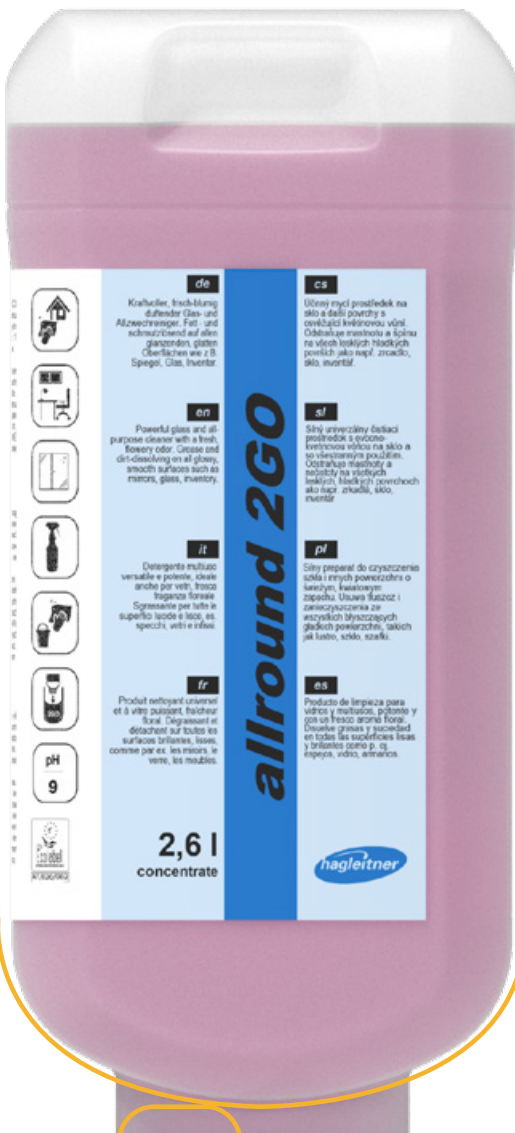 pH
9
de
Kraftvoller, frisch-blumig
duftender Glas- und
Allzweckreiniger. Fett - und
schmutzlösend auf allen
glänzenden, glatten
Oberflächen wie z.B.
Spiegel, Glas, Inventar.
en
Powerful glass and all-
purpose cleaner with a fresh,
flowery odor. Grease and
dirt-dissolving on all glossy,
smooth surfaces such as
mirrors, glass, inventory.
it
Detergente multiuso
versatile e potente, ideale
anche per vetri, fresca
fragranza floreale.
Sgrassante per tutte le
superfici lucide e lisce, es.
specchi, vetri e infissi.
fr
Produit nettoyant universel
et à vitre puissant, fraîcheur
floral. Dégraissant et
détachant sur toutes les
surfaces brillantes, lisses,
comme par ex. les miroirs, le
verre, les meubles.
2,6 l
concentrate
allround 2GO
cs
Účinný mycí prostředek na
sklo a další povrchy s
osvěžující květinovou vůní.
Odstraňuje mastnotu a špínu
na všech lesklých hladkých
površích jako např. zrcadlo,
sklo, inventář.
sl
Silný univerzálny čistiaci
prostriedok s ovocno-
kvetinovou vôňou na sklo a
so všestranným použitím.
Odstraňuje mastnoty a
nečistoty na všetkých
lesklých, hladkých povrchoch
ako napr. zrkadlá, sklo,
inventár
pl
Silny preparat do czyszczenia
szkła i innych powierzchni o
świeżym, kwiatowym
zapachu. Usuwa tłuszcz i
zanieczyszczenia ze
wszystkich błyszczących
gładkich powierzchni, takich
jak lustro, szkło, szafki.
es
Producto de limpieza para
vidrios y multiusos, potente y
con un fresco aroma floral.
Disuelve grasas y suciedad
en todas las superficies lisas
y brillantes como p. ej.
espejos, vidrio, armarios.
hagleitner